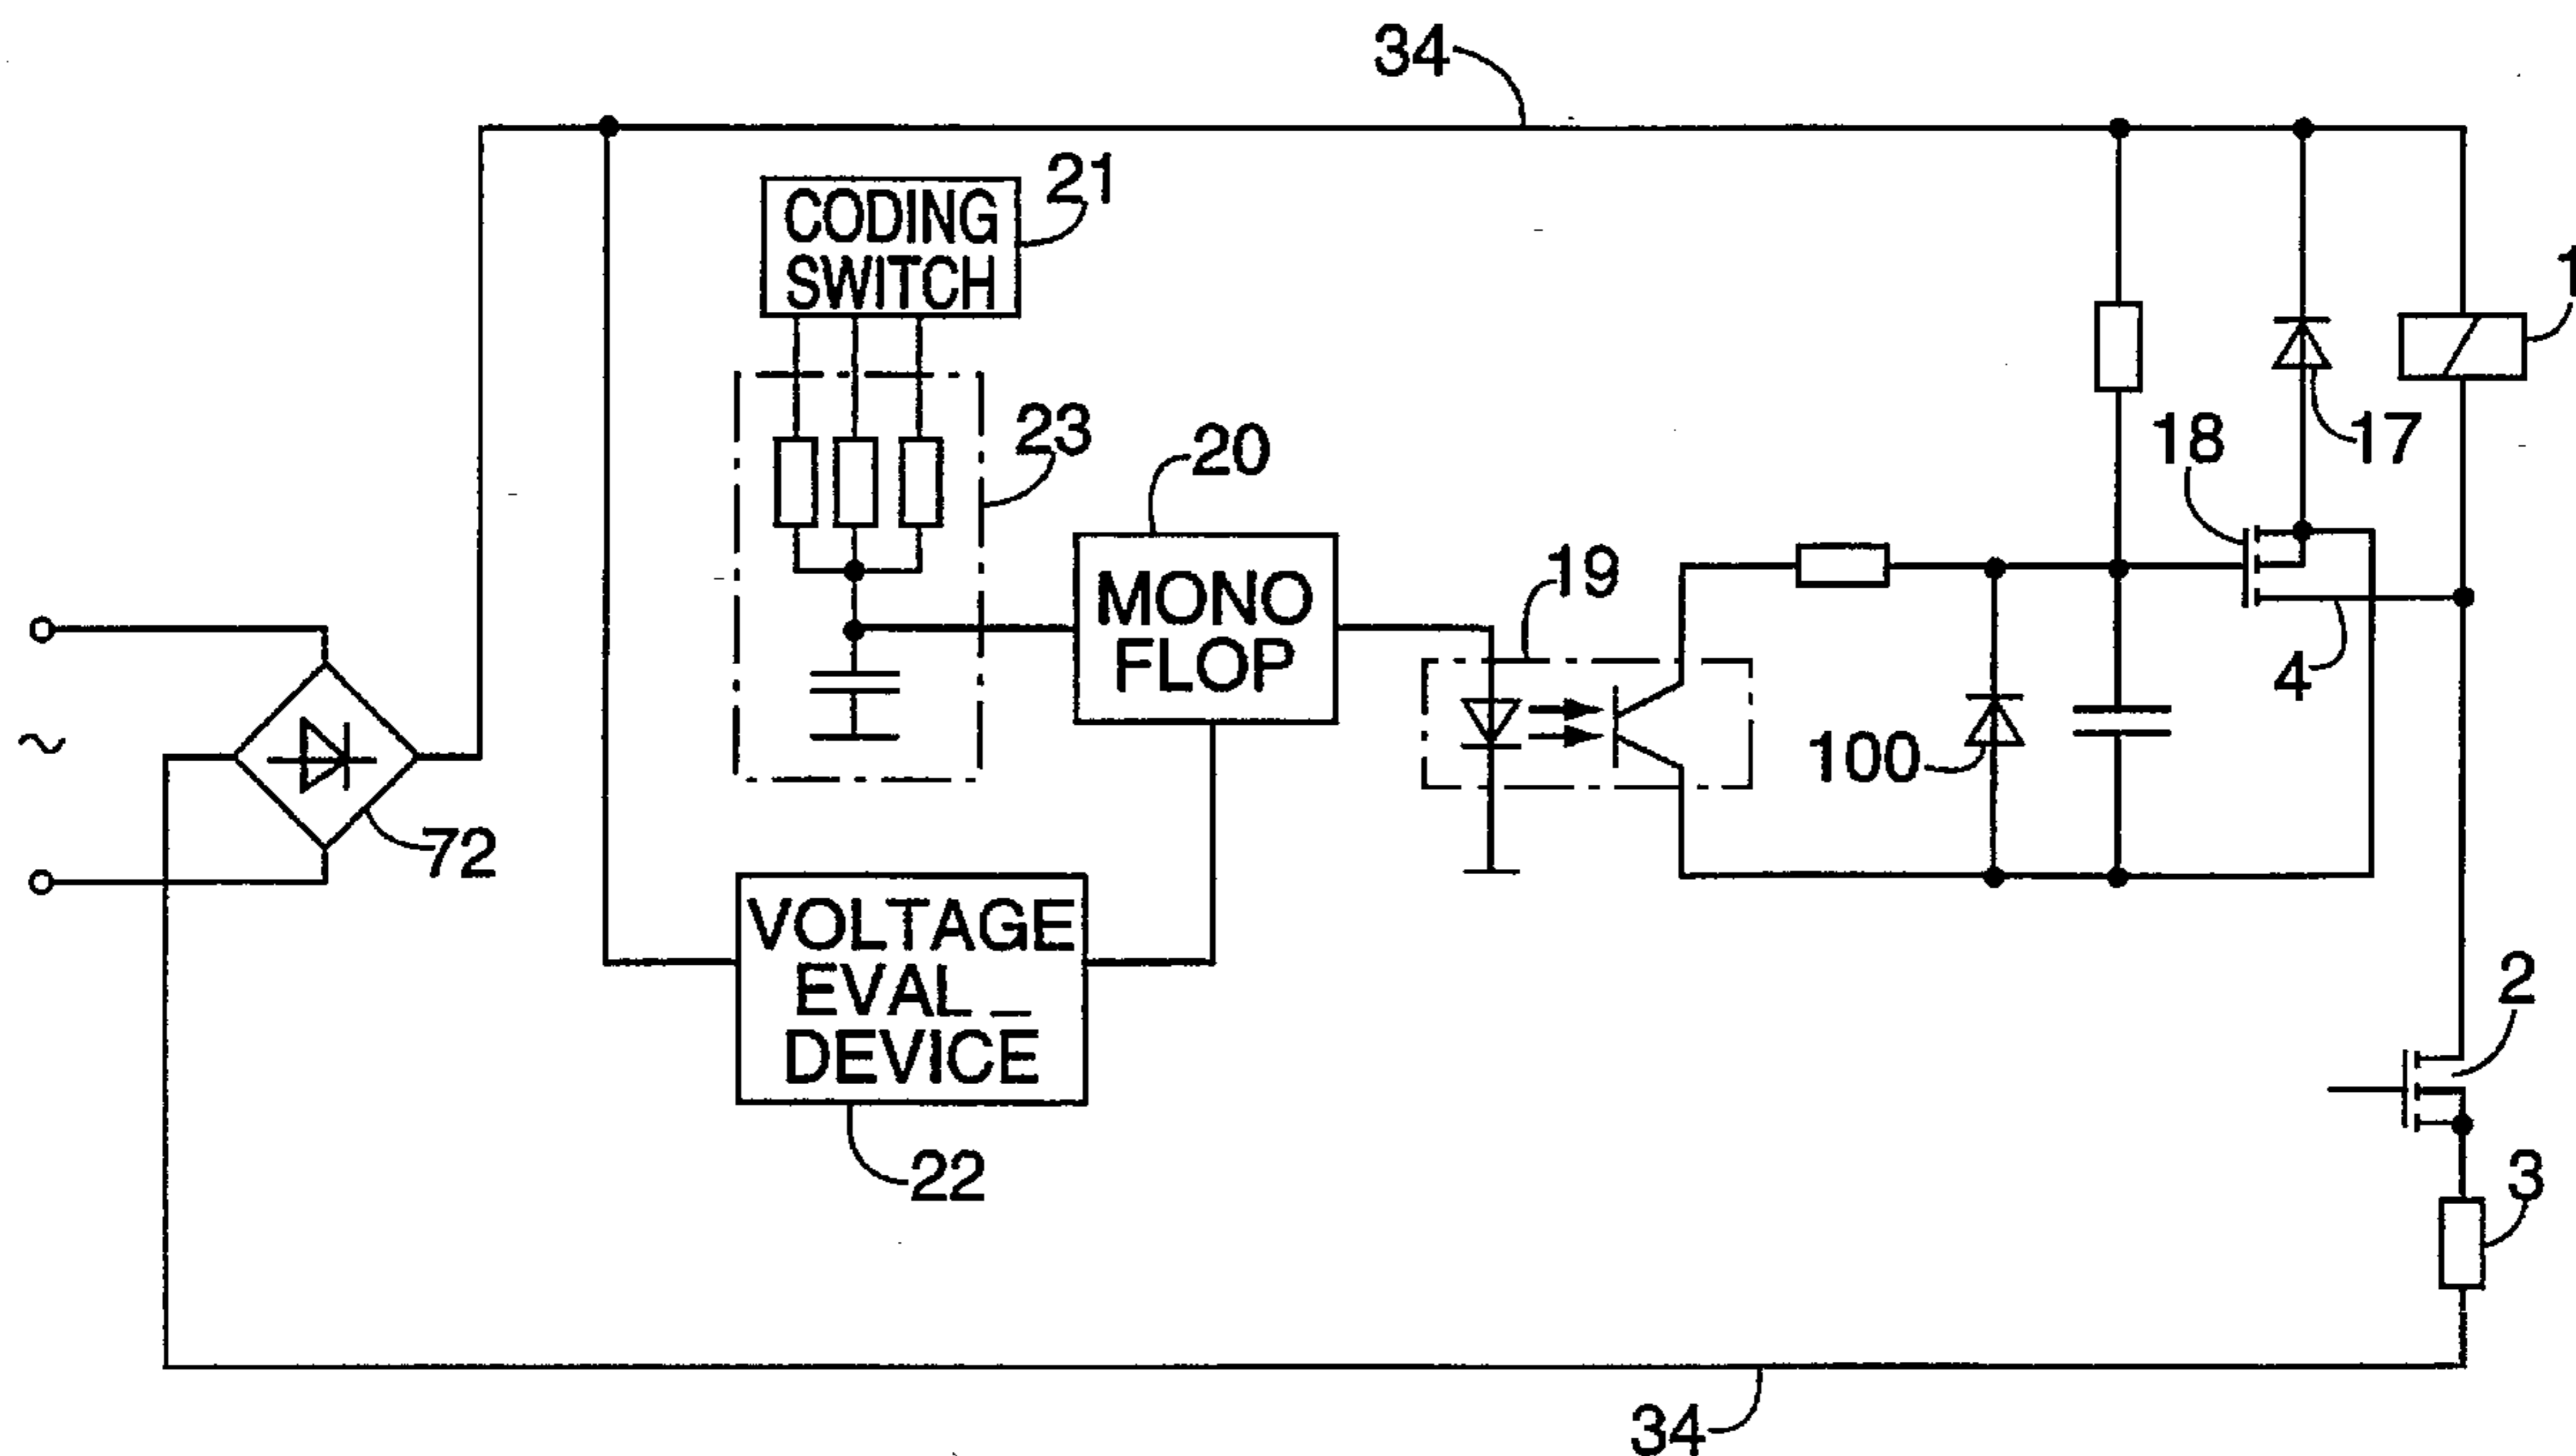 34
CODING
SWITCH
21
1
23
20
18
17
19
MONO
FLOP
4
100
~
72
VOLTAGE
EVAL _
DEVICE
2
22
3
34